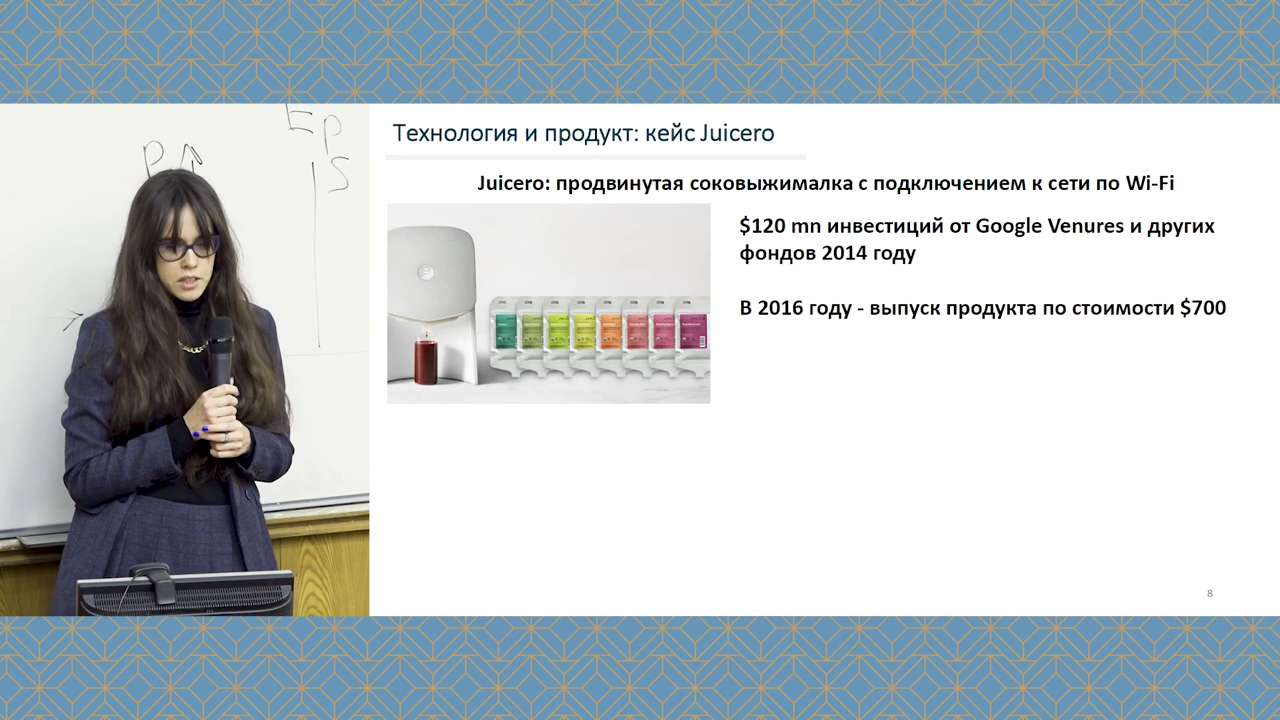 Ep
P
S
Технология и продукт: кейс Juicero
Juicero: продвинутая соковыжималка с подключением к сети по Wi-Fi
$120 mn инвестиций от Google Venures и других
фондов 2014 году
В 2016 году - выпуск продукта по стоимости $700
8